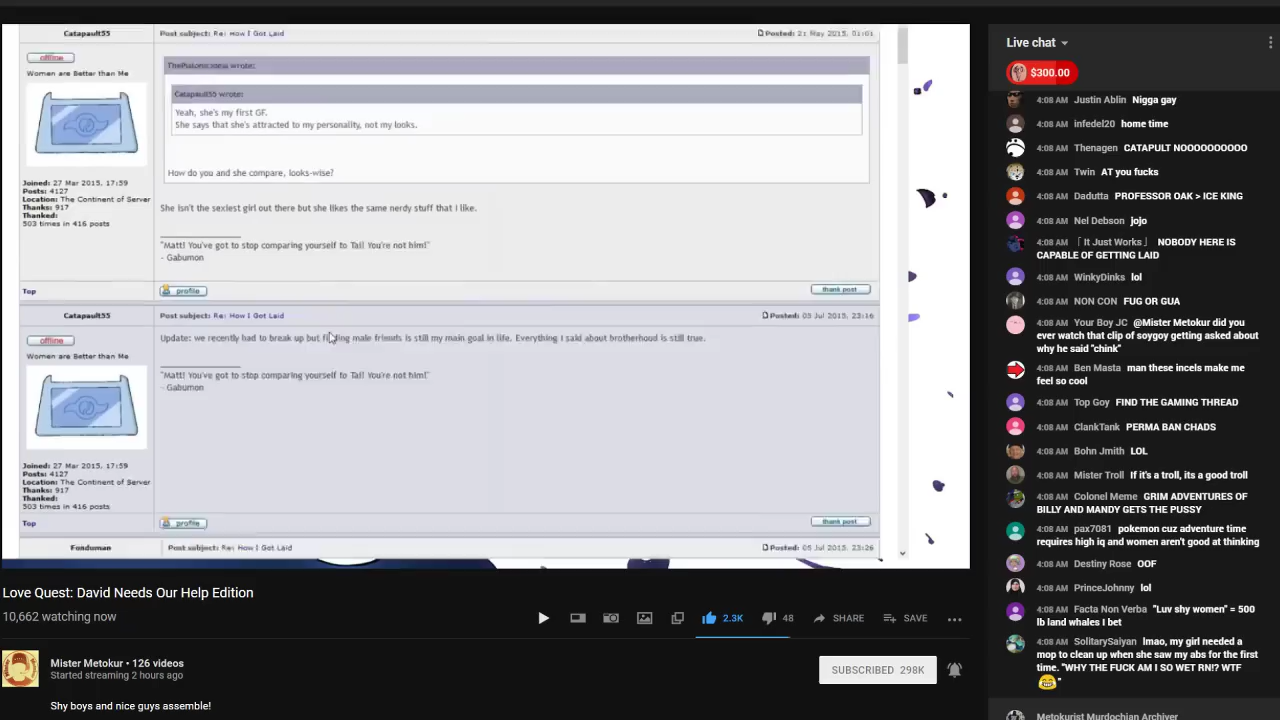 Catapault55
Post subject: Re: How I Got Laid
Posted: 21 May 2015, 01:01
offline
Women are Better than Me
wrote:
Catapault55 wrote:
Yeah, she's my first GF.
She says that she's attracted to my personality, not my looks.
How do you and she compare, looks-wise?
Joined: 27 Mar 2015, 17:59
Posts: 4127
Location: The Continent of Server
Thanks: 917
Thanked:
503 times in 416 posts
She isn't the sexiest girl out there but she likes the same nerdy stuff that I like.
"Matt! You've got to stop comparing yourself to Tai! You're not him!"
- Gabumon
Top
profile
thank post
Catapault55
Post subject: Re: How I Got Laid
Posted: 05 Jul 2015, 23:16
offline
Women are Better than Me
Update: we recently had to break up but finding male friends is still my main goal in life. Everything I said about brotherhood is still true.
"Matt! You've got to stop comparing yourself to Tai! You're not him!"
- Gabumon
Joined: 27 Mar 2015, 17:59
Posts: 4127
Location: The Continent of Server
Thanks: 917
Thanked:
503 times in 416 posts
Top
profile
thank post
Fonduman
Post subject: Re: How I Got Laid
Posted: 05 Jul 2015, 23:26
Love Quest: David Needs Our Help Edition
10,662 watching now
2.3K
48
SHARE
SAVE
Mister Metokur • 126 videos
Started streaming 2 hours ago
SUBSCRIBED 298K
Shy boys and nice guys assemble!
Live chat
$300.00
4:08 AM Justin Ablin Nigga gay
4:08 AM infedel20 home time
4:08 AM Thenagen CATAPULT NOOOOOOOOOO
4:08 AM Twin AT you fucks
4:08 AM Dadutta PROFESSOR OAK > ICE KING
4:08 AM Nel Debson jojo
4:08 AM 「 It Just Works 」 NOBODY HERE IS
CAPABLE OF GETTING LAID
4:08 AM WinkyDinks lol
4:08 AM NON CON FUG OR GUA
4:08 AM Your Boy JC @Mister Metokur did you
ever watch that clip of soygoy getting asked about
why he said "chink"
4:08 AM Ben Masta man these incels make me
feel so cool
4:08 AM Top Goy FIND THE GAMING THREAD
4:08 AM ClankTank PERMA BAN CHADS
4:08 AM Bohn Jmith LOL
4:08 AM Mister Troll If it's a troll, its a good troll
4:08 AM Colonel Meme GRIM ADVENTURES OF
BILLY AND MANDY GETS THE PUSSY
4:08 AM pax7081 pokemon cuz adventure time
requires high iq and women aren't good at thinking
4:08 AM Destiny Rose OOF
4:08 AM PrinceJohnny lol
4:08 AM Facta Non Verba "Luv shy women" = 500
lb land whales I bet
4:08 AM SolitarySaiyan lmao, my girl needed a
mop to clean up when she saw my abs for the first
time. "WHY THE FUCK AM I SO WET RN!? WTF
😂"
Metokurist Murdochian Archiver